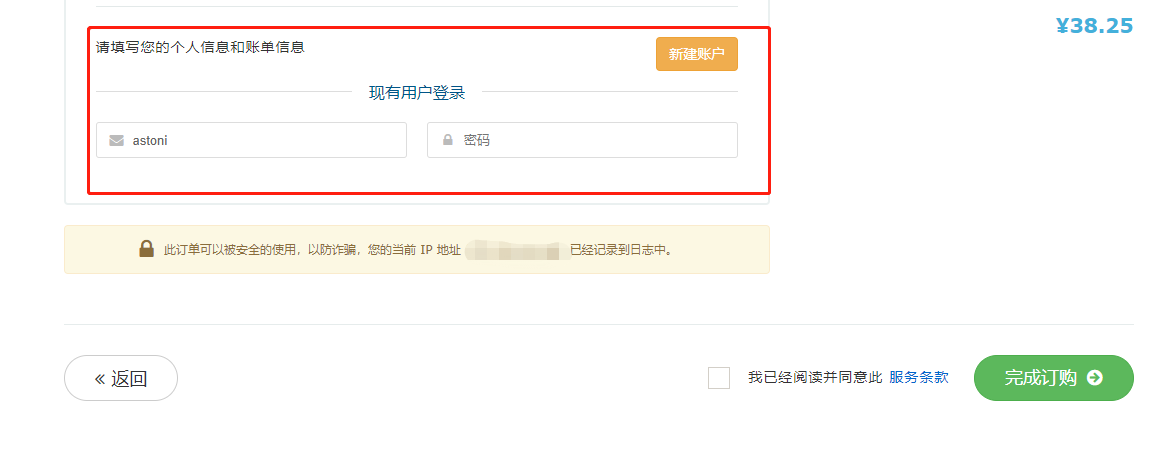 ¥38.25
请填写您的个人信息和账单信息
新建账户
现有用户登录
astoni
密码
此订单可以被安全的使用，以防诈骗，您的当前 IP 地址 已经记录到日志中。
« 返回
我已经阅读并同意此 服务条款
完成订购